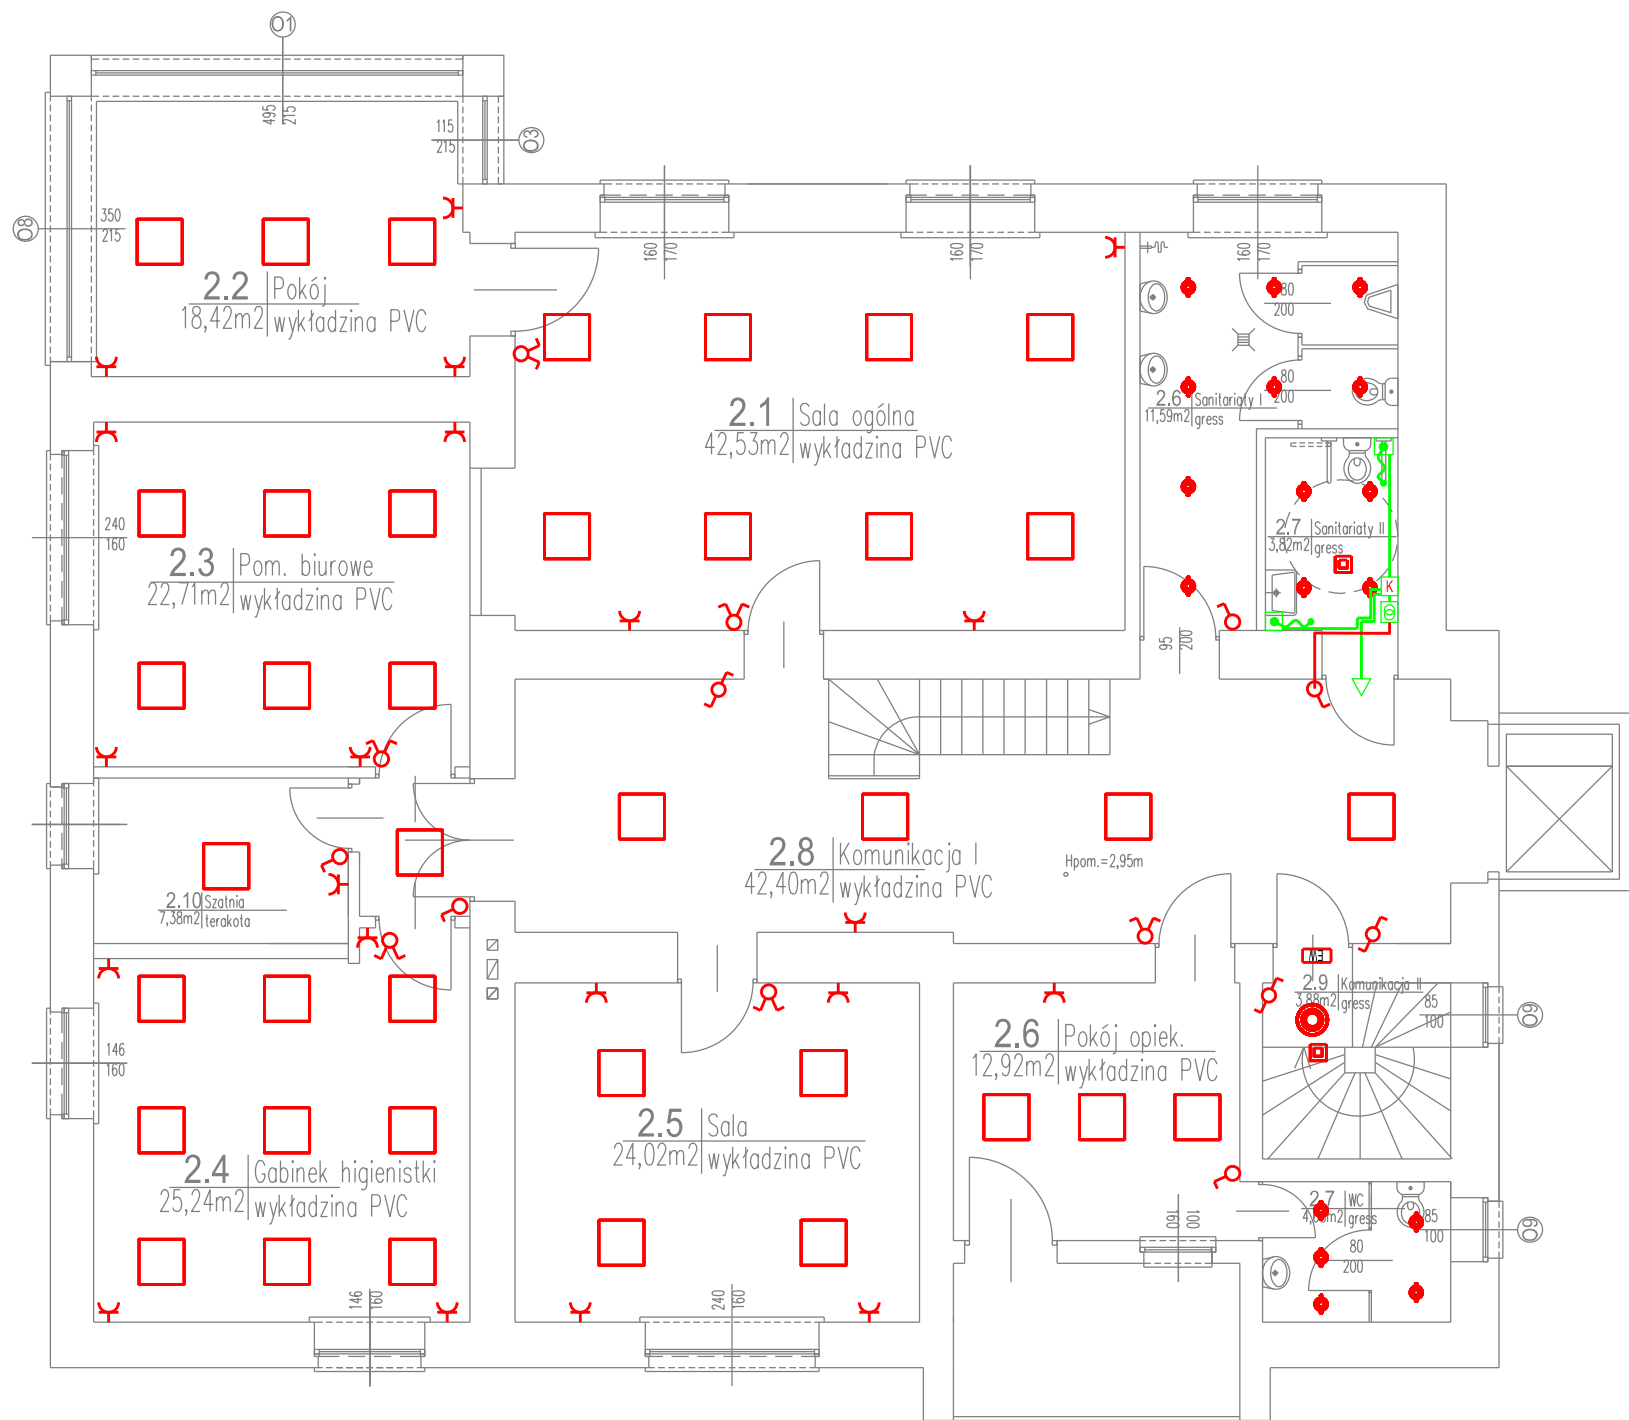 O1
495
215
115
215
O3
O8
350
215
2.2 Pokój
18,42m2 wykładzina PVC
160
170
160
170
160
170
80
200
80
200
2.1 Sala ogólna
42,53m2 wykładzina PVC
2.6 Sanitariaty I
11,59m2 gress
2.7 Sanitariaty II
3,82m2 gress
K
240
160
2.3 Pom. biurowe
22,71m2 wykładzina PVC
95
200
2.8 Komunikacja I
42,40m2 wykładzina PVC
Hpom.=2,95m
2.10 Szatnia
7,38m2 terakota
EW
2.9 Komunikacja II
3,88m2 gress
85
100
O9
146
160
2.6 Pokój opiek.
12,92m2 wykładzina PVC
2.5 Sala
24,02m2 wykładzina PVC
2.4 Gabinek higienistki
25,24m2 wykładzina PVC
2.7 WC
gress
85
100
O9
80
200
160
100
146
160
240
160